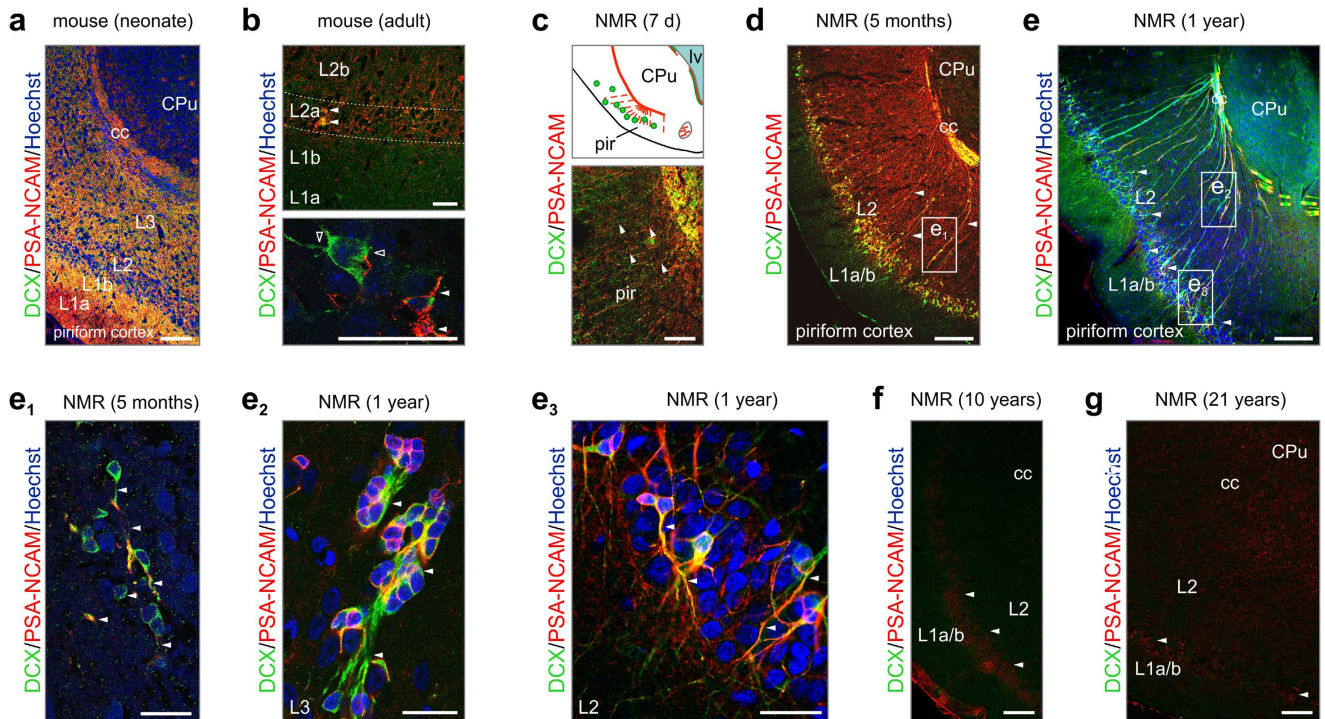 a mouse (neonate)
DCX/PSA-NCAM/Hoechst
CPu
cc
L3
L2
L1b
L1a
piriform cortex
b mouse (adult)
DCX/PSA-NCAM/Hoechst
L2b
L2a
L1b
L1a
c NMR (7 d)
DCX/PSA-NCAM
lv
CPu
pir
pir
d NMR (5 months)
DCX/PSA-NCAM
CPu
cc
L2
e1
L1a/b
piriform cortex
e NMR (1 year)
DCX/PSA-NCAM/Hoechst
CPu
cc
L2
e2
L1a/b
e3
piriform cortex
e1 NMR (5 months)
DCX/PSA-NCAM/Hoechst
e2 NMR (1 year)
DCX/PSA-NCAM/Hoechst
L3
e3 NMR (1 year)
DCX/PSA-NCAM/Hoechst
L2
f NMR (10 years)
DCX/PSA-NCAM/Hoechst
cc
L2
L1a/b
g NMR (21 years)
DCX/PSA-NCAM/Hoechst
CPu
cc
L2
L1a/b